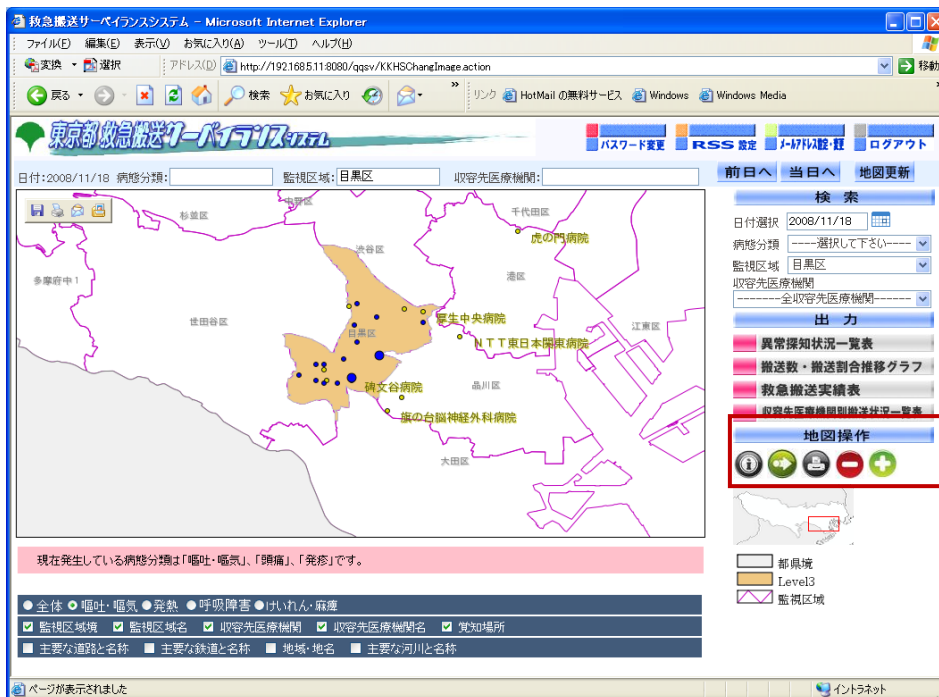 救急搬送サーベイランスシステム - Microsoft Internet Explorer
ファイル(F) 編集(E) 表示(V) お気に入り(A) ツール(T) ヘルプ(H)
変換 選択 アドレス(D) http://192.168.5.11:8080/qqsv/KKHSChangImage.action 移動
戻る 検索 お気に入り » リンク HotMail の無料サービス Windows Windows Media
東京都救急搬送サーベイランスシステム
パスワード変更 RSS 設定 ログアウト
日付:2008/11/18 病態分類: 監視区域: 目黒区 収容先医療機関:
前日へ 当日へ 地図更新
中野区
杉並区
千代田区
虎の門病院
渋谷区
多摩府中1
港区
世田谷区
厚生中央病院
江東区
目黒区
NTT東日本関東病院
碑文谷病院
品川区
旗の台脳神経外科病院
大田区
検 索
日付選択 2008/11/18
病態分類 ----選択して下さい----
監視区域 目黒区
収容先医療機関
-------全収容先医療機関------
出 力
異常探知状況一覧表
搬送数・搬送割合推移グラフ
救急搬送実績表
収容先医療機関別搬送状況一覧表
地図操作
都県境
Level3
監視区域
現在発生している病態分類は「嘔吐・嘔気」、「頭痛」、「発疹」です。
全体 嘔吐・嘔気 発熱 呼吸障害 けいれん・麻痺
監視区域境 監視区域名 収容先医療機関 収容先医療機関名 覚知場所
主要な道路と名称 主要な鉄道と名称 地域・地名 主要な河川と名称
ページが表示されました イントラネット